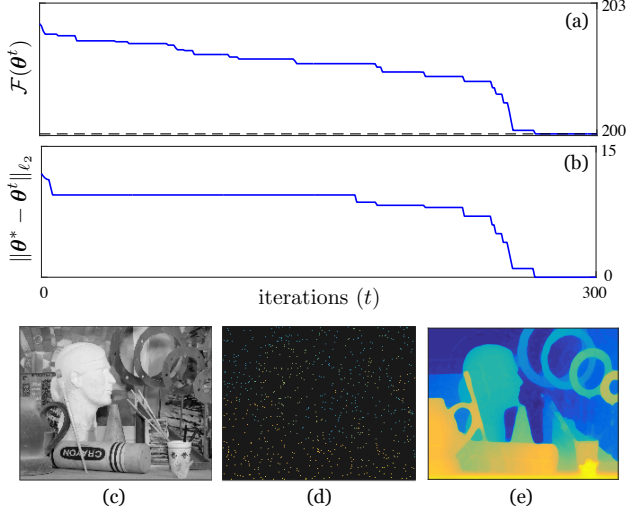 203
(a)
F(θᵗ)
200
15
(b)
‖θ* − θᵗ‖ℓ₂
0
0
300
iterations (t)
CRAYON
(c)
(d)
(e)